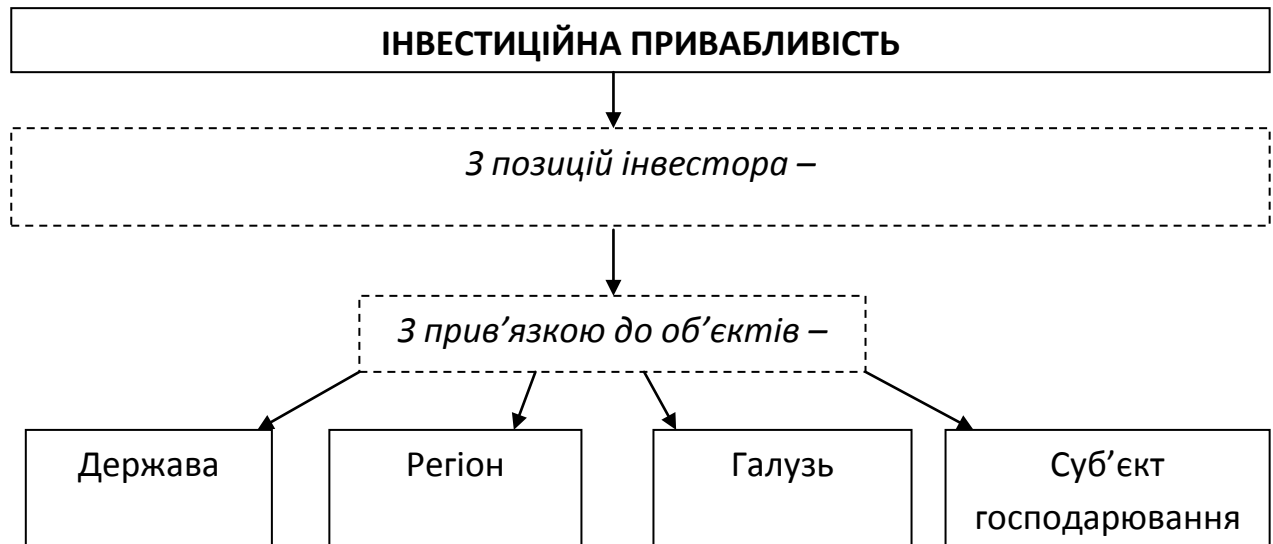 ІНВЕСТИЦІЙНА ПРИВАБЛИВІСТЬ
З позицій інвестора –
З прив’язкою до об’єктів –
Держава
Регіон
Галузь
Суб’єкт
господарювання